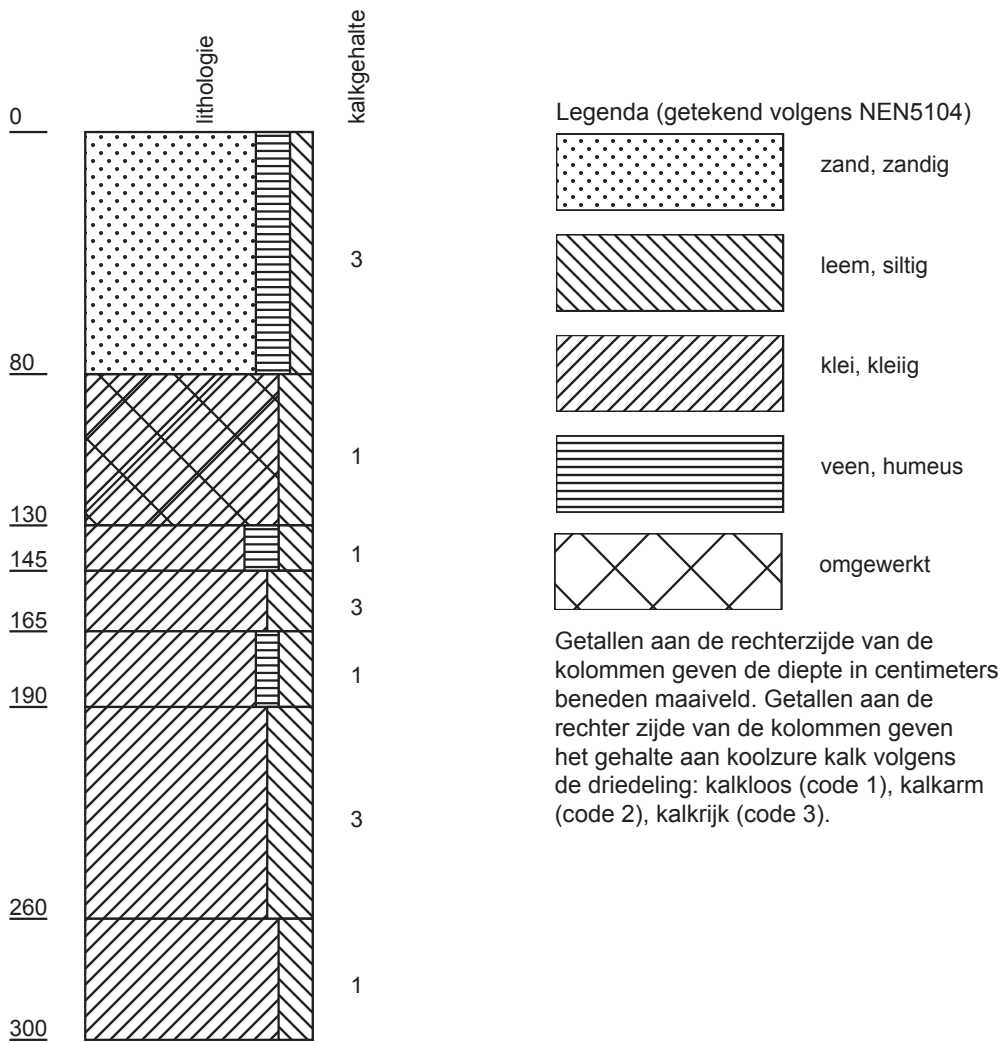 lithologie
kalkgehalte
0
80
130
145
165
190
260
300
3
1
1
3
1
3
1
Legenda (getekend volgens NEN5104)
zand, zandig
leem, siltig
klei, kleiig
veen, humeus
omgewerkt
Getallen aan de rechterzijde van de
kolommen geven de diepte in centimeters
beneden maaiveld. Getallen aan de
rechter zijde van de kolommen geven
het gehalte aan koolzure kalk volgens
de driedeling: kalkloos (code 1), kalkarm
(code 2), kalkrijk (code 3).